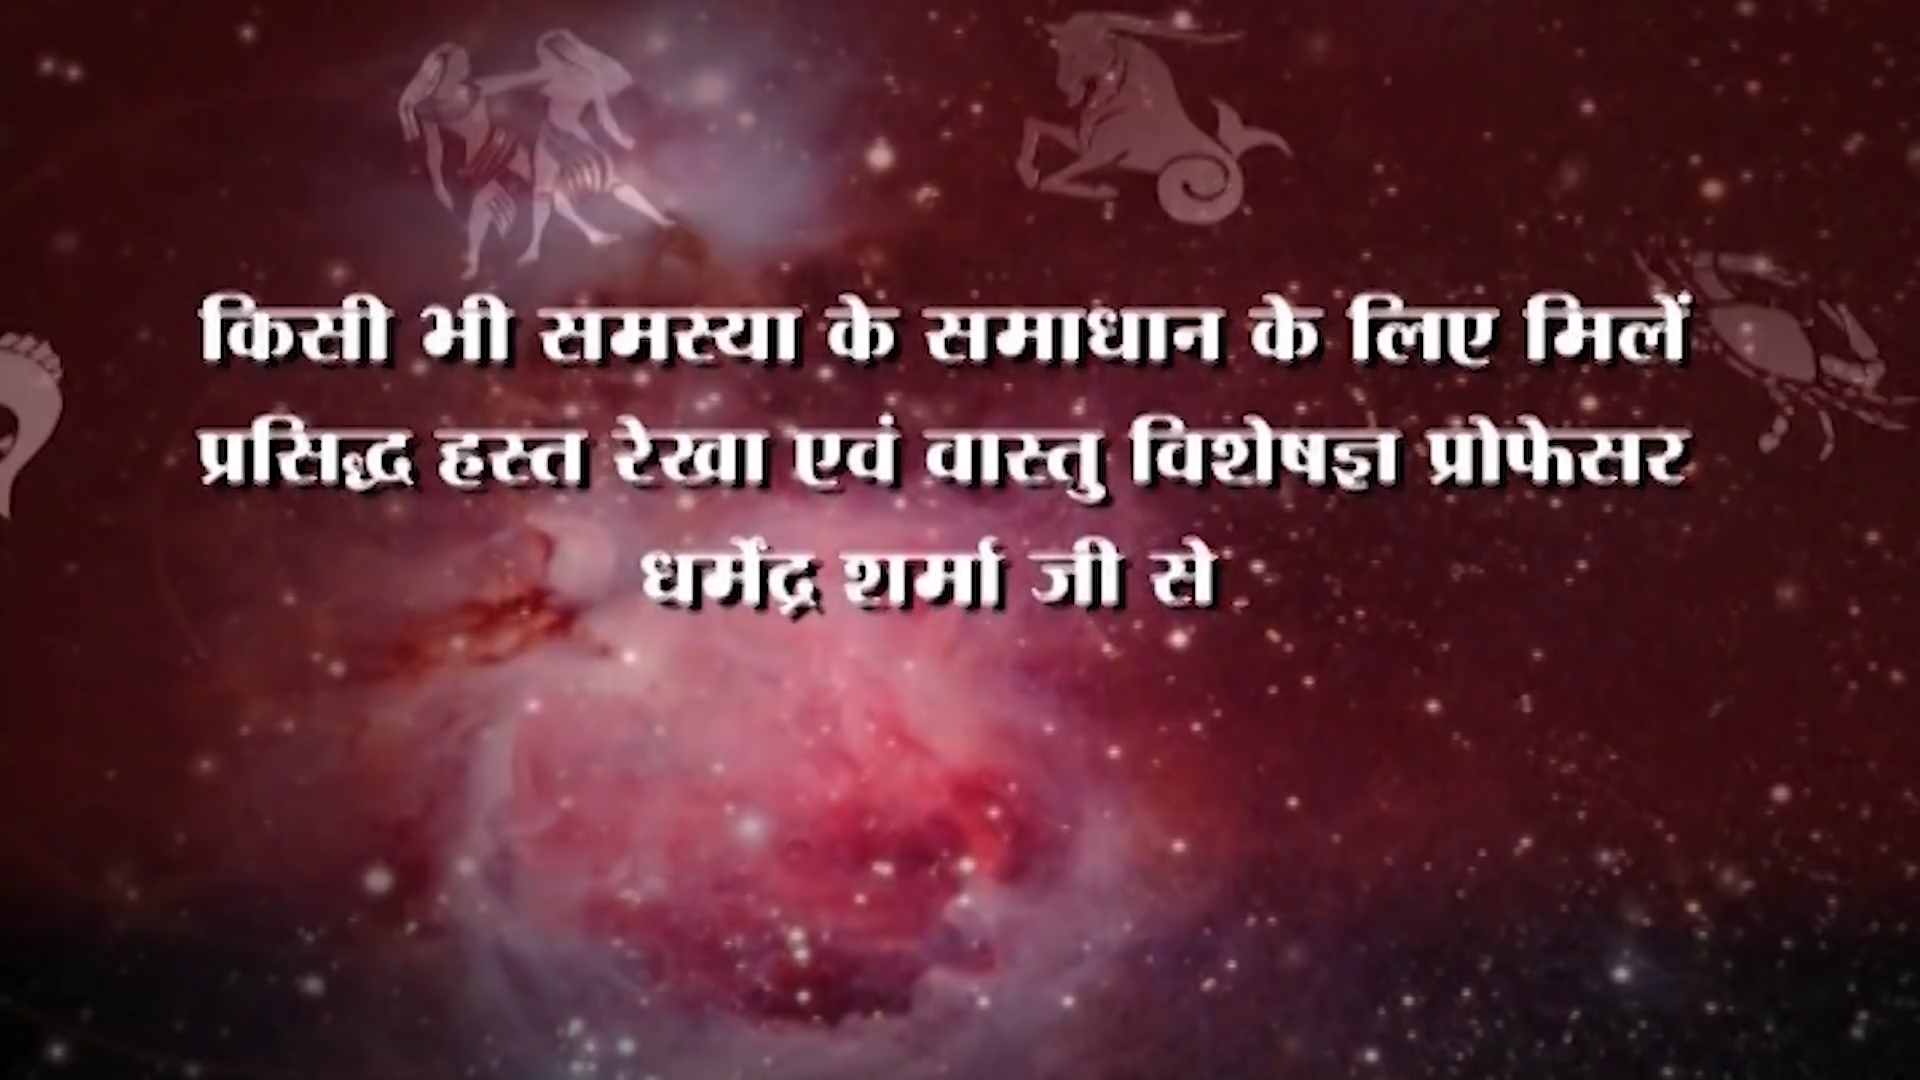 किसी भी समस्या के समाधान के लिए मिलें
प्रसिद्ध हस्त रेखा एवं वास्तु विशेषज्ञ प्रोफेसर
धर्मेंद्र शर्मा जी से